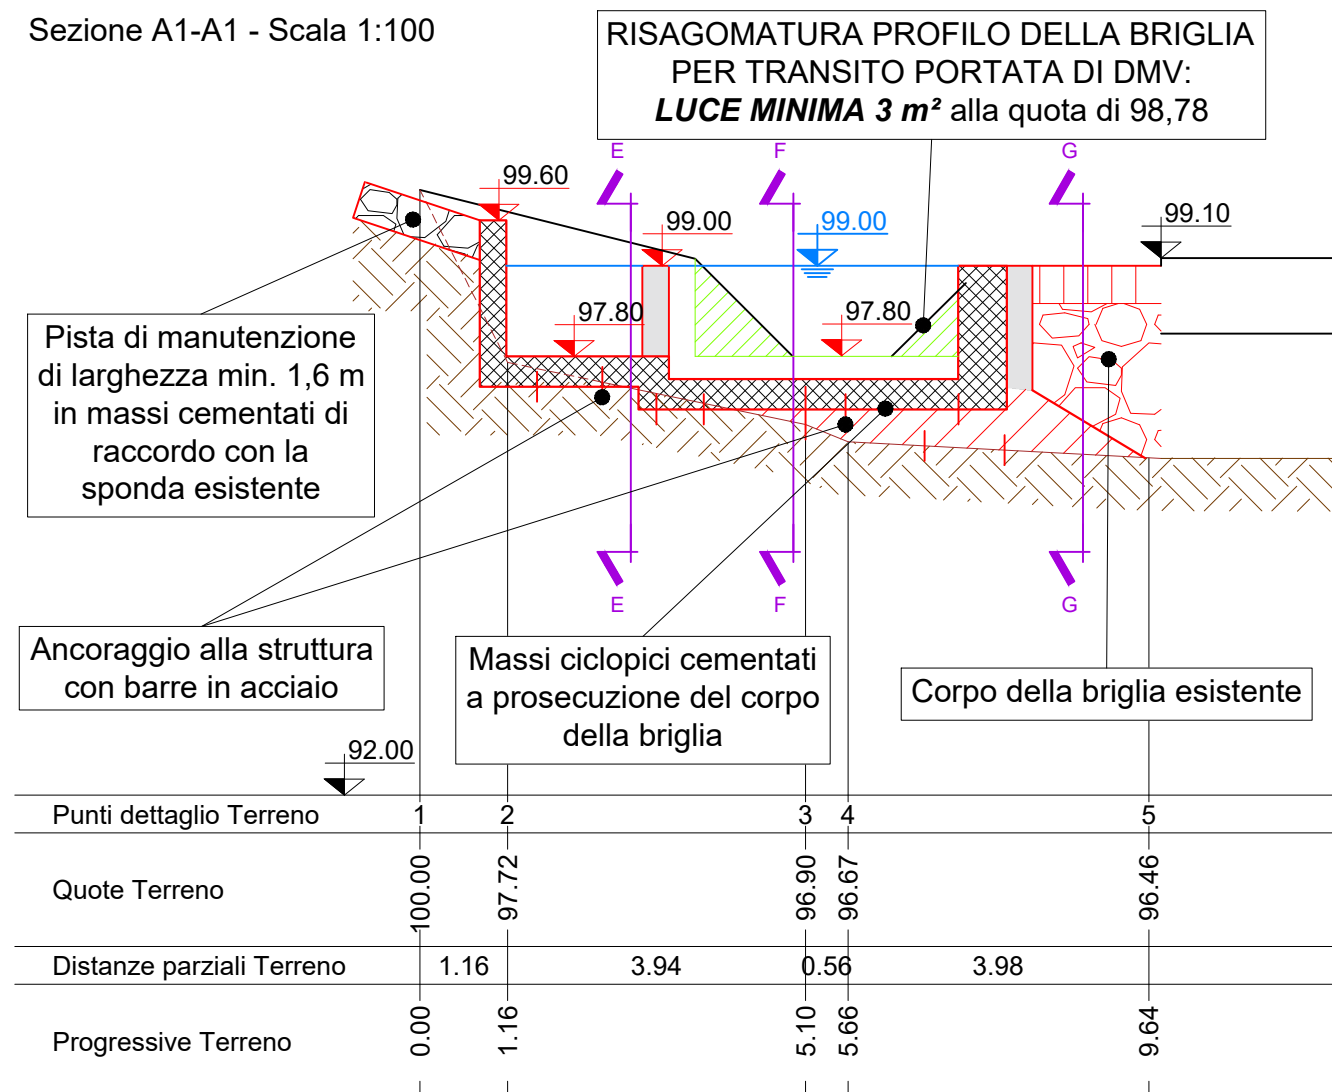 Sezione A1-A1 - Scala 1:100
RISAGOMATURA PROFILO DELLA BRIGLIA
PER TRANSITO PORTATA DI DMV:
LUCE MINIMA 3 m² alla quota di 98,78
E
F
G
99.60
99.00
99.00
99.10
97.80
97.80
Pista di manutenzione
di larghezza min. 1,6 m
in massi cementati di
raccordo con la
sponda esistente
E
F
G
Ancoraggio alla struttura
con barre in acciaio
Massi ciclopici cementati
a prosecuzione del corpo
della briglia
Corpo della briglia esistente
92.00
Punti dettaglio Terreno 1 2 3 4 5
Quote Terreno 100.00 97.72 96.90 96.67 96.46
Distanze parziali Terreno 1.16 3.94 0.56 3.98
Progressive Terreno 0.00 1.16 5.10 5.66 9.64